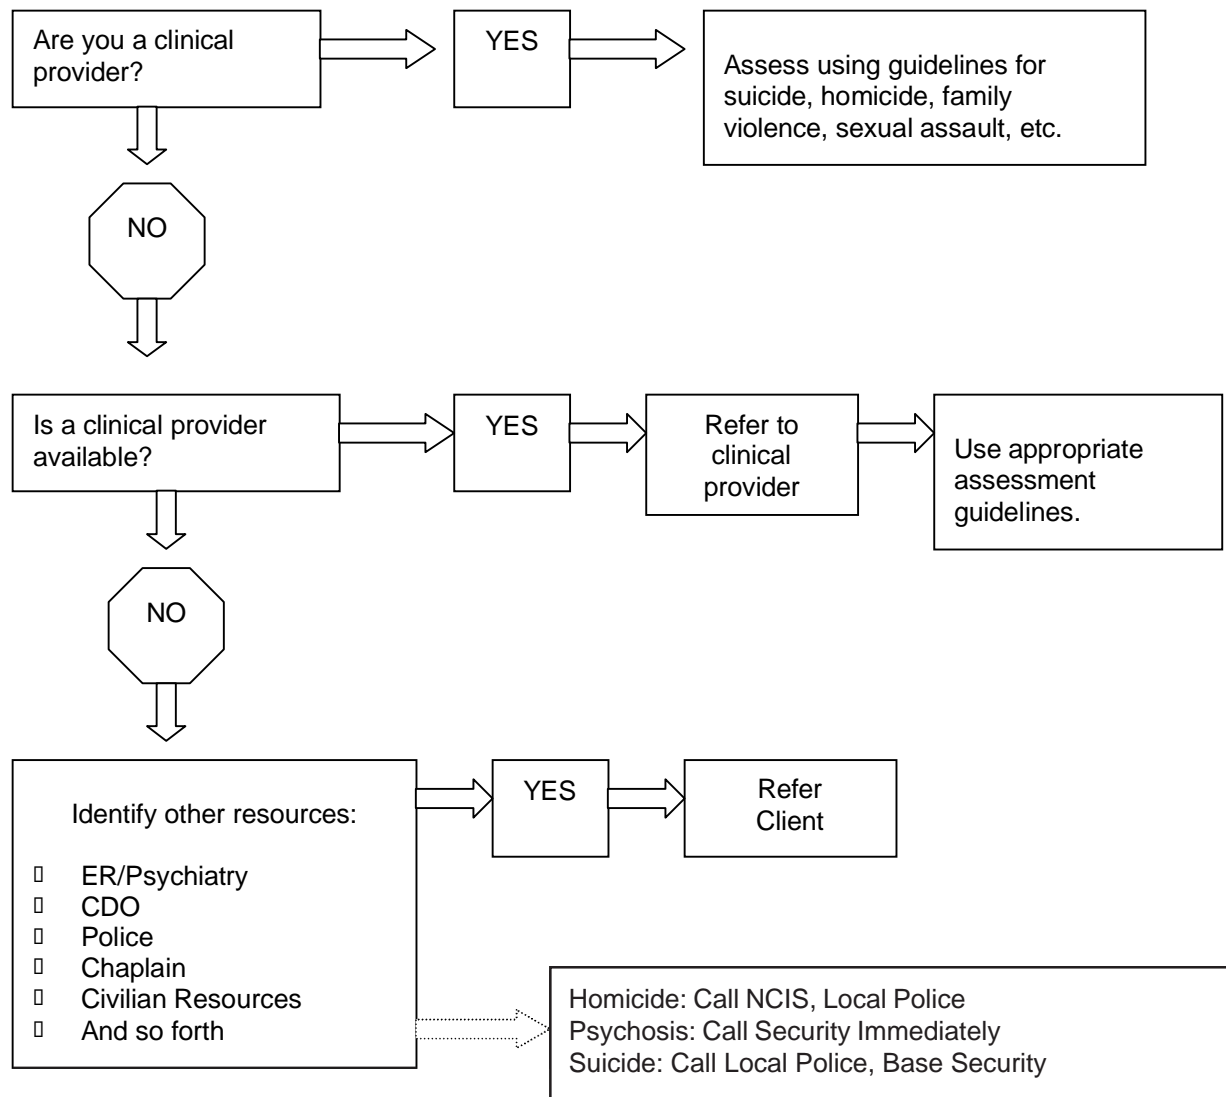 Are you a clinical
provider?
YES
Assess using guidelines for
suicide, homicide, family
violence, sexual assault, etc.
NO
Is a clinical provider
available?
YES
Refer to
clinical
provider
Use appropriate
assessment
guidelines.
NO
Identify other resources:
▯ ER/Psychiatry
▯ CDO
▯ Police
▯ Chaplain
▯ Civilian Resources
▯ And so forth
YES
Refer
Client
Homicide: Call NCIS, Local Police
Psychosis: Call Security Immediately
Suicide: Call Local Police, Base Security